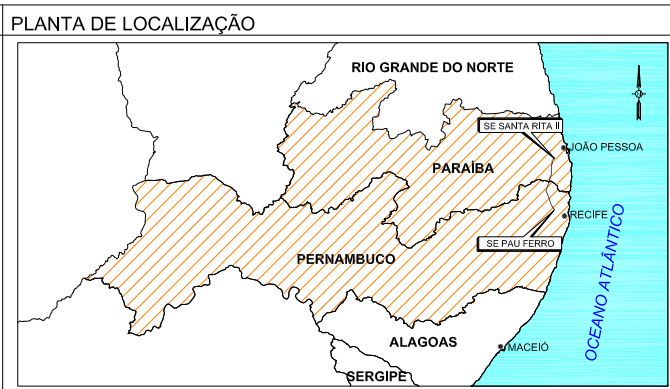 PLANTA DE LOCALIZAÇÃO
RIO GRANDE DO NORTE
SE SANTA RITA II
JOÃO PESSOA
PARAÍBA
RECIFE
SE PAU FERRO
PERNAMBUCO
OCEANO ATLÂNTICO
ALAGOAS
MACEIÓ
SERGIPE